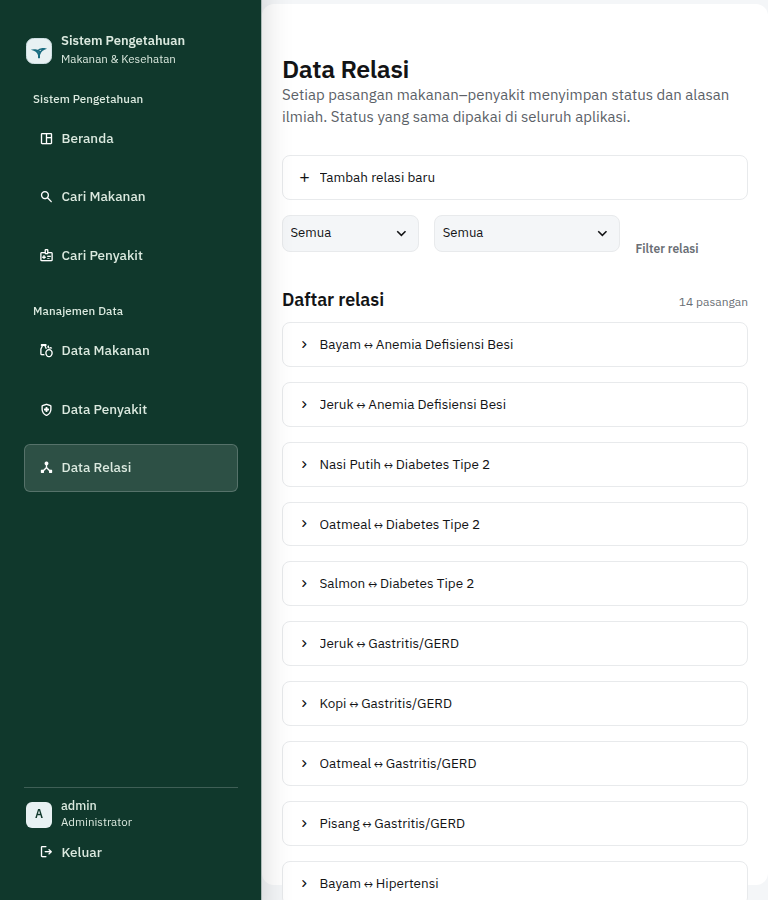 Sistem Pengetahuan
Makanan & Kesehatan
Sistem Pengetahuan
Beranda
Cari Makanan
Cari Penyakit
Manajemen Data
Data Makanan
Data Penyakit
Data Relasi
A
admin
Administrator
Keluar
Data Relasi
Setiap pasangan makanan–penyakit menyimpan status dan alasan
ilmiah. Status yang sama dipakai di seluruh aplikasi.
+ Tambah relasi baru
Semua
Semua
Filter relasi
Daftar relasi
14 pasangan
Bayam ↔ Anemia Defisiensi Besi
Jeruk ↔ Anemia Defisiensi Besi
Nasi Putih ↔ Diabetes Tipe 2
Oatmeal ↔ Diabetes Tipe 2
Salmon ↔ Diabetes Tipe 2
Jeruk ↔ Gastritis/GERD
Kopi ↔ Gastritis/GERD
Oatmeal ↔ Gastritis/GERD
Pisang ↔ Gastritis/GERD
Bayam ↔ Hipertensi